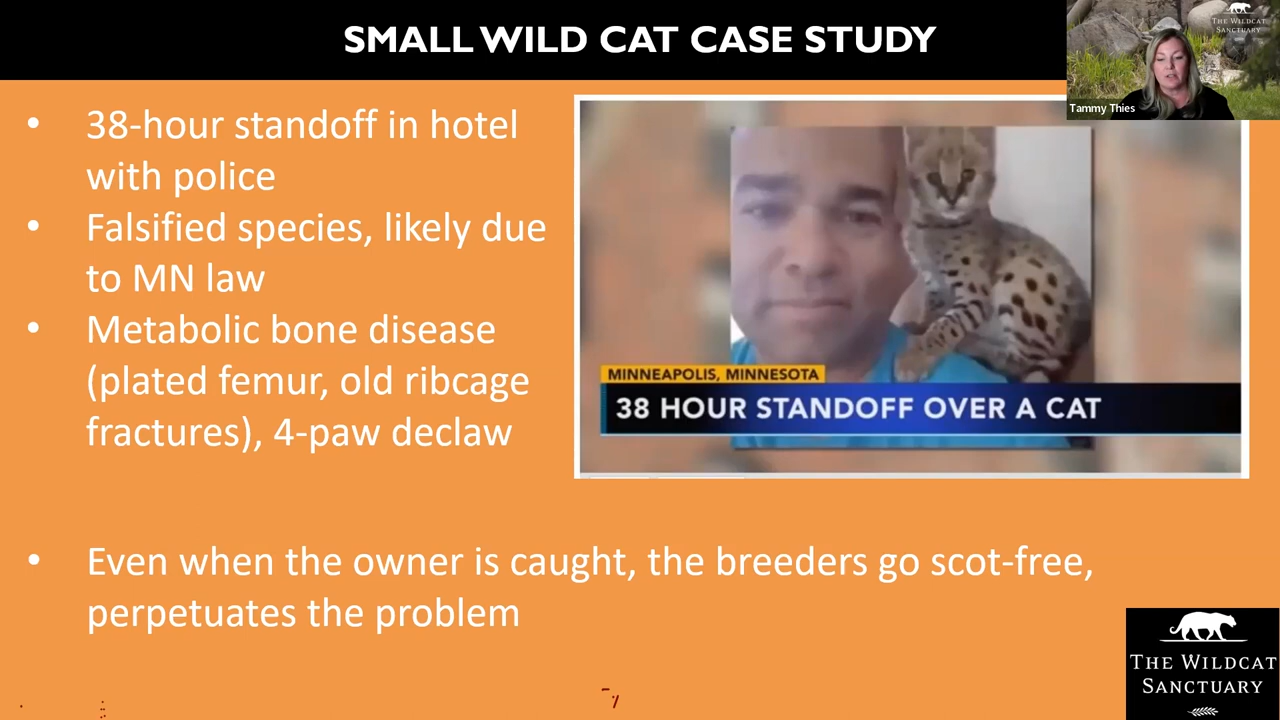 SMALL WILD CAT CASE STUDY
THE WILDCAT
SANCTUARY
Tammy Thies
• 38-hour standoff in hotel
with police
• Falsified species, likely due
to MN law
• Metabolic bone disease
(plated femur, old ribcage
fractures), 4-paw declaw
MINNEAPOLIS, MINNESOTA
38 HOUR STANDOFF OVER A CAT
• Even when the owner is caught, the breeders go scot-free,
perpetuates the problem
THE WILDCAT
SANCTUARY